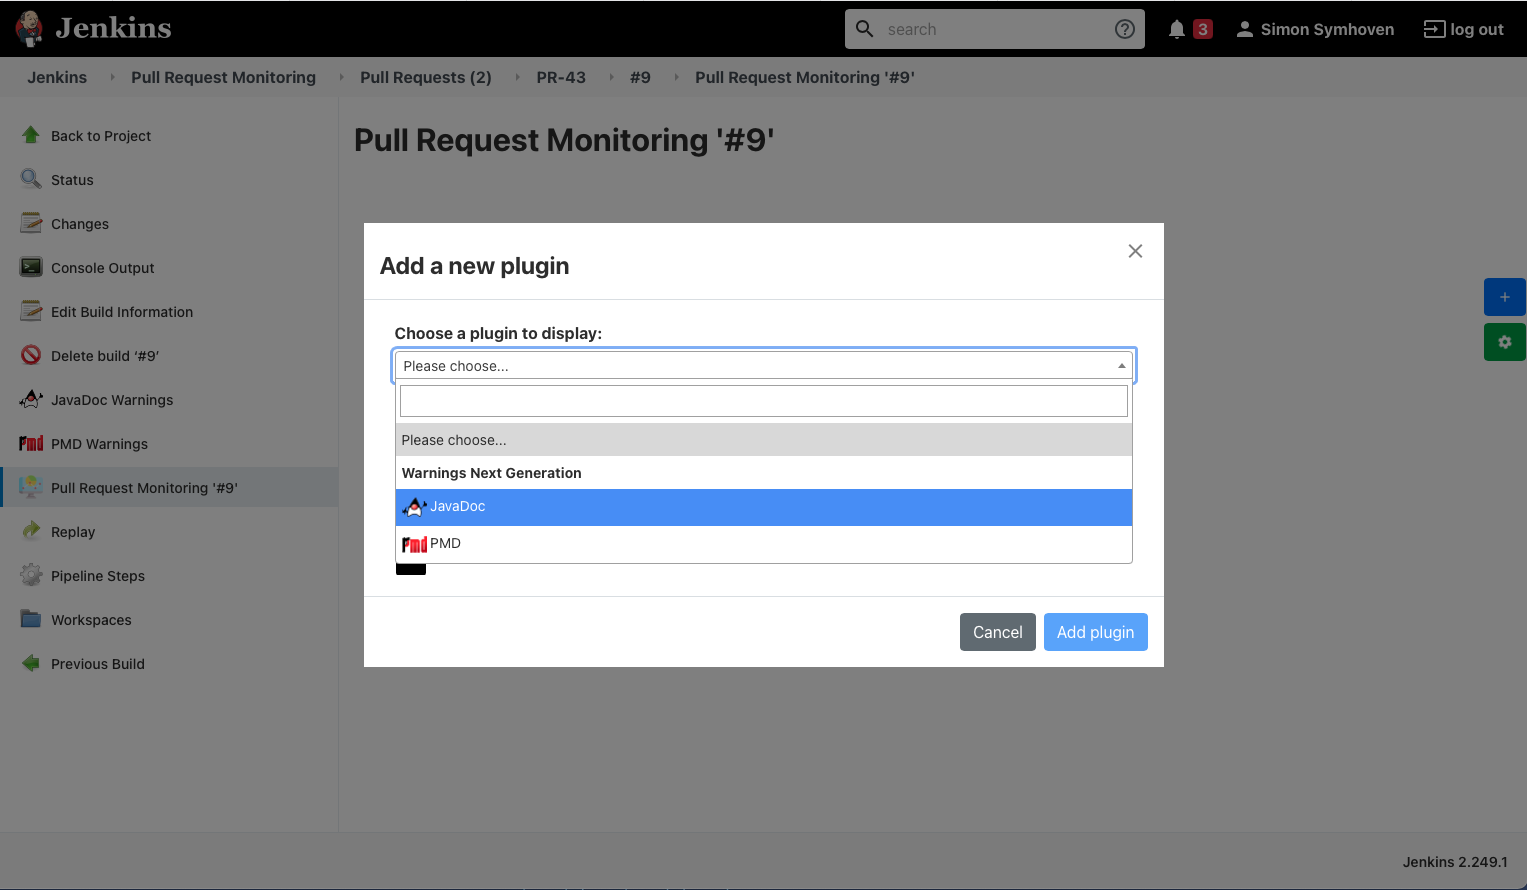 Jenkins
search
3
Simon Symhoven
log out
Jenkins Pull Request Monitoring Pull Requests (2) PR-43 #9 Pull Request Monitoring '#9'
Back to Project
Status
Changes
Console Output
Edit Build Information
Delete build ‘#9’
JavaDoc Warnings
PMD Warnings
Pull Request Monitoring '#9'
Replay
Pipeline Steps
Workspaces
Previous Build
Pull Request Monitoring '#9'
Add a new plugin
Choose a plugin to display:
Please choose...
Please choose...
Warnings Next Generation
JavaDoc
PMD
Cancel
Add plugin
Jenkins 2.249.1